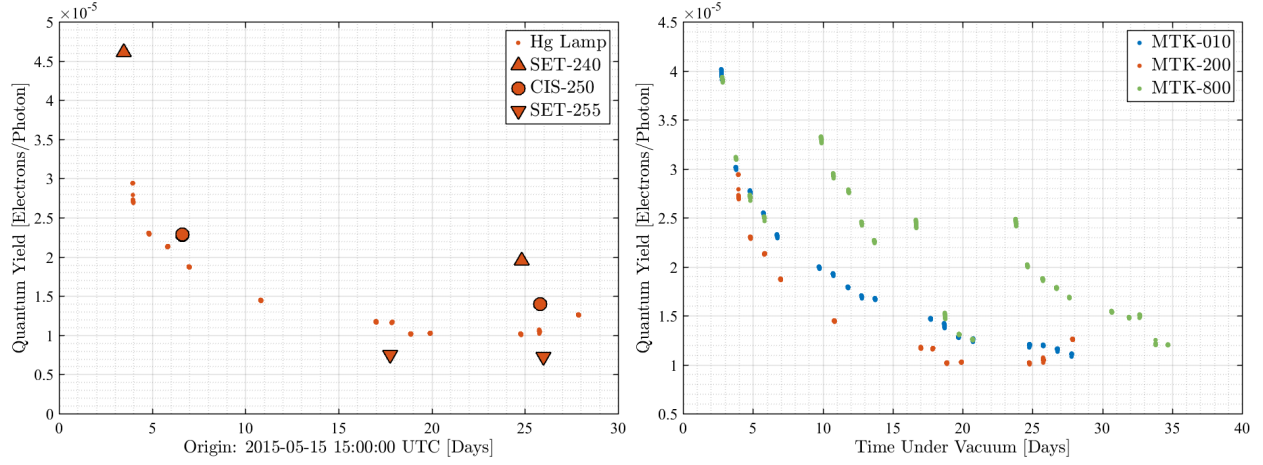 ×10⁻⁵
5
4.5
4
3.5
3
2.5
2
1.5
1
0.5
0
Quantum Yield [Electrons/Photon]
Hg Lamp
SET-240
CIS-250
SET-255
0 5 10 15 20 25 30
Origin: 2015-05-15 15:00:00 UTC [Days]
×10⁻⁵
4.5
4
3.5
3
2.5
2
1.5
1
0.5
Quantum Yield [Electrons/Photon]
MTK-010
MTK-200
MTK-800
0 5 10 15 20 25 30 35 40
Time Under Vacuum [Days]